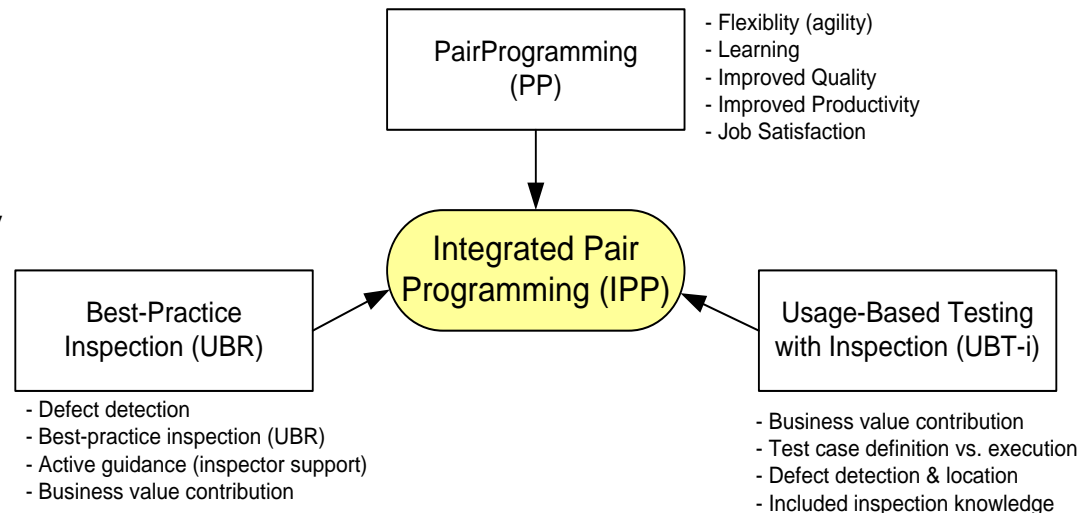 PairProgramming
(PP)
- Flexiblity (agility)
- Learning
- Improved Quality
- Improved Productivity
- Job Satisfaction
Integrated Pair
Programming (IPP)
Best-Practice
Inspection (UBR)
- Defect detection
- Best-practice inspection (UBR)
- Active guidance (inspector support)
- Business value contribution
Usage-Based Testing
with Inspection (UBT-i)
- Business value contribution
- Test case definition vs. execution
- Defect detection & location
- Included inspection knowledge